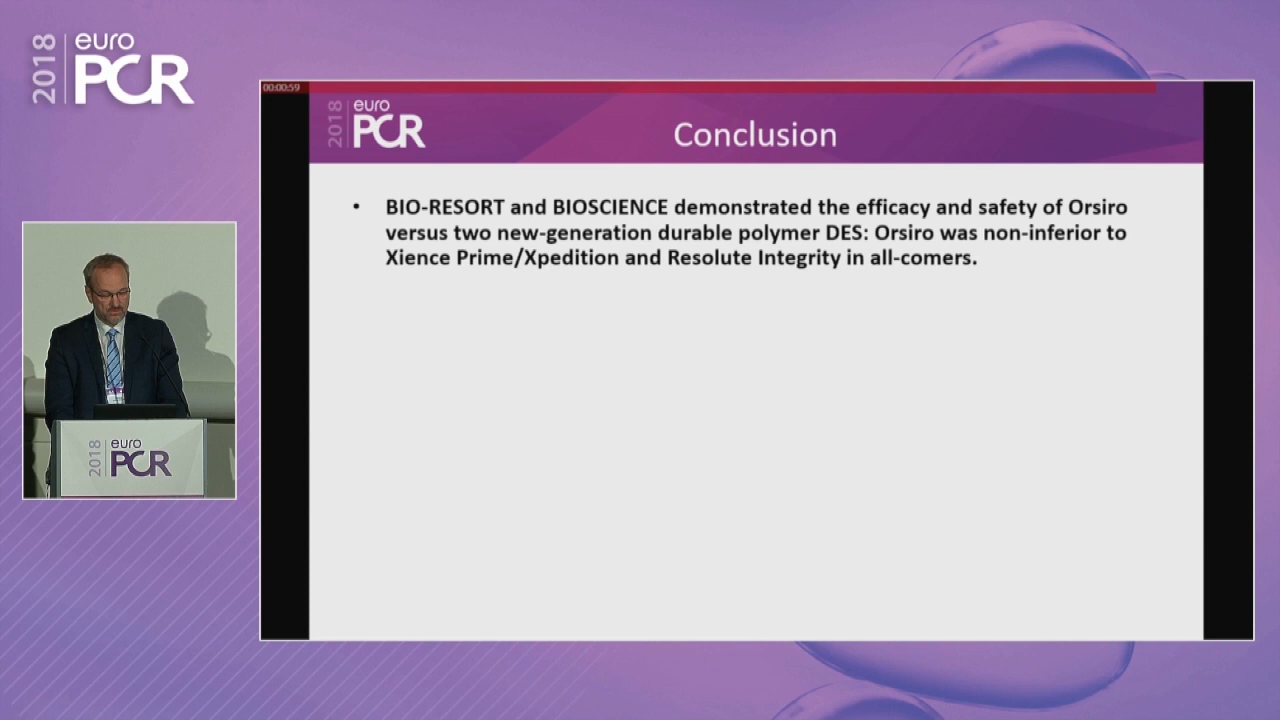 2018 euro PCR
00:00:59
2018 euro PCR
Conclusion
• BIO-RESORT and BIOSCIENCE demonstrated the efficacy and safety of Orsiro
versus two new-generation durable polymer DES: Orsiro was non-inferior to
Xience Prime/Xpedition and Resolute Integrity in all-comers.
2018 euro PCR